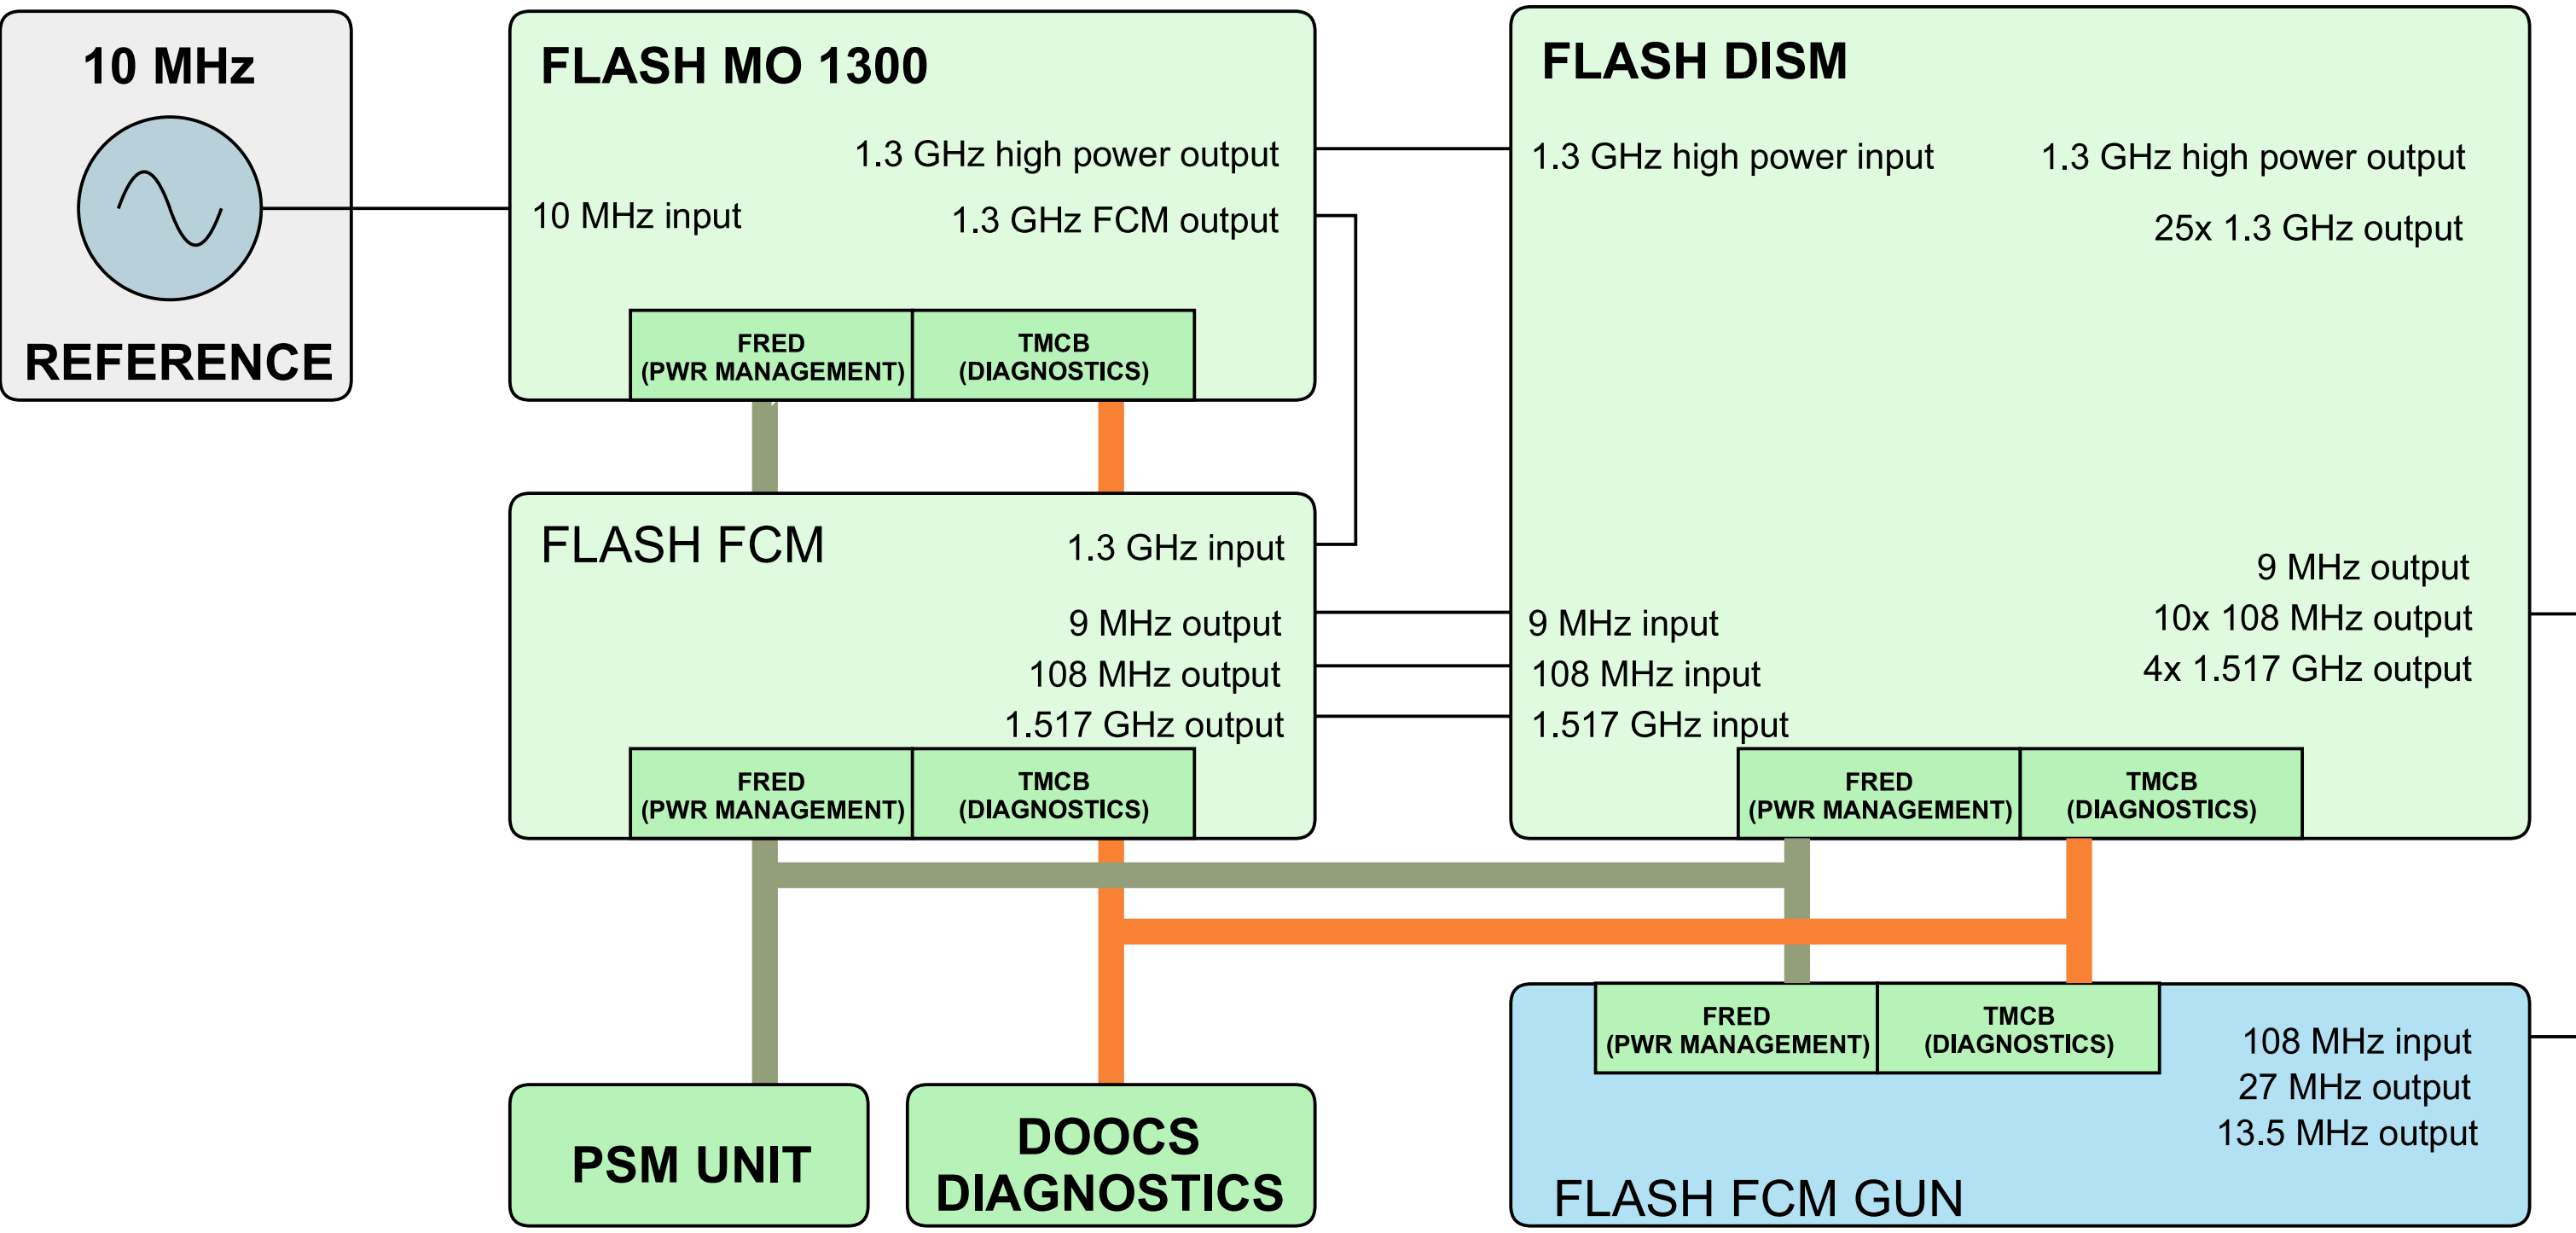 10 MHz
REFERENCE
FLASH MO 1300
1.3 GHz high power output
10 MHz input
1.3 GHz FCM output
FRED
(PWR MANAGEMENT)
TMCB
(DIAGNOSTICS)
FLASH DISM
1.3 GHz high power input
1.3 GHz high power output
25x 1.3 GHz output
9 MHz output
10x 108 MHz output
4x 1.517 GHz output
9 MHz input
108 MHz input
1.517 GHz input
FRED
(PWR MANAGEMENT)
TMCB
(DIAGNOSTICS)
FLASH FCM
1.3 GHz input
9 MHz output
108 MHz output
1.517 GHz output
FRED
(PWR MANAGEMENT)
TMCB
(DIAGNOSTICS)
PSM UNIT
DOOCS
DIAGNOSTICS
FRED
(PWR MANAGEMENT)
TMCB
(DIAGNOSTICS)
108 MHz input
27 MHz output
13.5 MHz output
FLASH FCM GUN